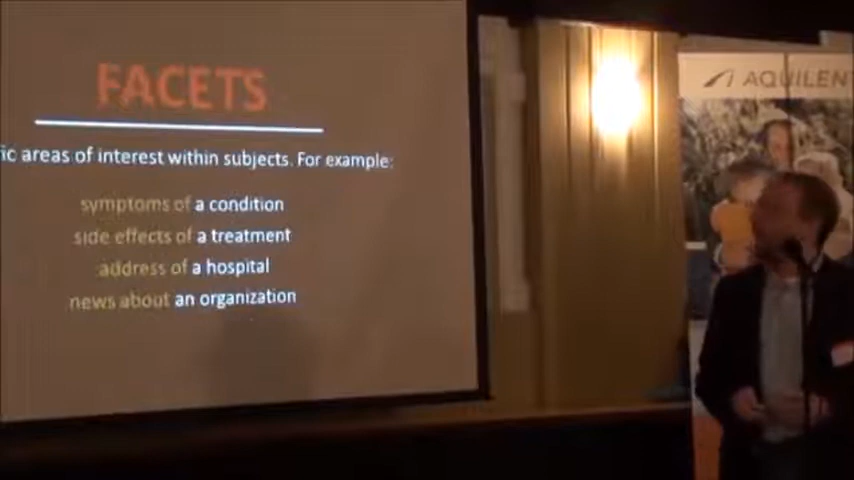 FACETS
ic areas of interest within subjects. For example:
symptoms of a condition
side effects of a treatment
address of a hospital
news about an organization
AQUILENT